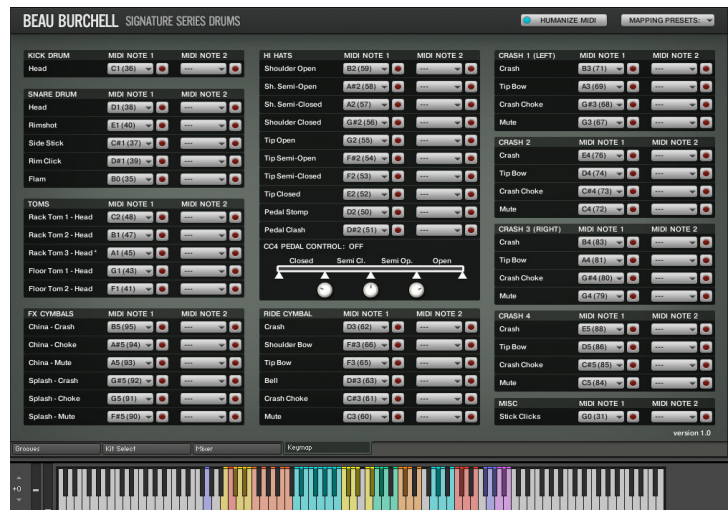 BEAU BURCHELL SIGNATURE SERIES DRUMS
HUMANIZE MIDI
MAPPING PRESETS:
KICK DRUM MIDI NOTE 1 MIDI NOTE 2
Head C1 (36) ---
SNARE DRUM MIDI NOTE 1 MIDI NOTE 2
Head D1 (38) ---
Rimshot E1 (40) ---
Side Stick C#1 (37) ---
Rim Click D#1 (39) ---
Flam B0 (35) ---
TOMS MIDI NOTE 1 MIDI NOTE 2
Rack Tom 1 - Head C2 (48) ---
Rack Tom 2 - Head B1 (47) ---
Rack Tom 3 - Head * A1 (45) ---
Floor Tom 1 - Head G1 (43) ---
Floor Tom 2 - Head F1 (41) ---
FX CYMBALS MIDI NOTE 1 MIDI NOTE 2
China - Crash B5 (95) ---
China - Choke A#5 (94) ---
China - Mute A5 (93) ---
Splash - Crash G#5 (92) ---
Splash - Choke G5 (91) ---
Splash - Mute F#5 (90) ---
HI HATS MIDI NOTE 1 MIDI NOTE 2
Shoulder Open B2 (59) ---
Sh. Semi-Open A#2 (58) ---
Sh. Semi-Closed A2 (57) ---
Shoulder Closed G#2 (56) ---
Tip Open G2 (55) ---
Tip Semi-Open F#2 (54) ---
Tip Semi-Closed F2 (53) ---
Tip Closed E2 (52) ---
Pedal Stomp D2 (50) ---
Pedal Clash D#2 (51) ---
CC4 PEDAL CONTROL: OFF
Closed Semi Cl. Semi Op. Open
RIDE CYMBAL MIDI NOTE 1 MIDI NOTE 2
Crash D3 (62) ---
Shoulder Bow F#3 (66) ---
Tip Bow F3 (65) ---
Bell D#3 (63) ---
Crash Choke C#3 (61) ---
Mute C3 (60) ---
CRASH 1 (LEFT) MIDI NOTE 1 MIDI NOTE 2
Crash B3 (71) ---
Tip Bow A3 (69) ---
Crash Choke G#3 (68) ---
Mute G3 (67) ---
CRASH 2 MIDI NOTE 1 MIDI NOTE 2
Crash E4 (76) ---
Tip Bow D4 (74) ---
Crash Choke C#4 (73) ---
Mute C4 (72) ---
CRASH 3 (RIGHT) MIDI NOTE 1 MIDI NOTE 2
Crash B4 (83) ---
Tip Bow A4 (81) ---
Crash Choke G#4 (80) ---
Mute G4 (79) ---
CRASH 4 MIDI NOTE 1 MIDI NOTE 2
Crash E5 (88) ---
Tip Bow D5 (86) ---
Crash Choke C#5 (85) ---
Mute C5 (84) ---
MISC MIDI NOTE 1 MIDI NOTE 2
Stick Clicks G0 (31) ---
version 1.0
Grooves Kit Select Mixer Keymap
+0